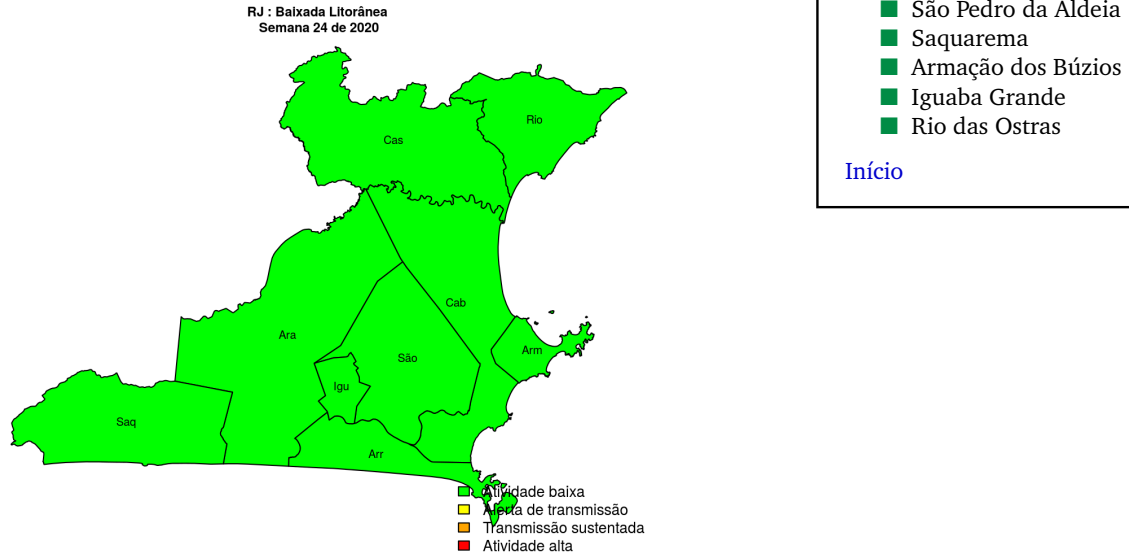 RJ : Baixada Litorânea
Semana 24 de 2020
Rio
Cas
Cab
Ara
Arm
São
Igu
Saq
Arr
Atividade baixa
Alerta de transmissão
Transmissão sustentada
Atividade alta
São Pedro da Aldeia
Saquarema
Armação dos Búzios
Iguaba Grande
Rio das Ostras
Início